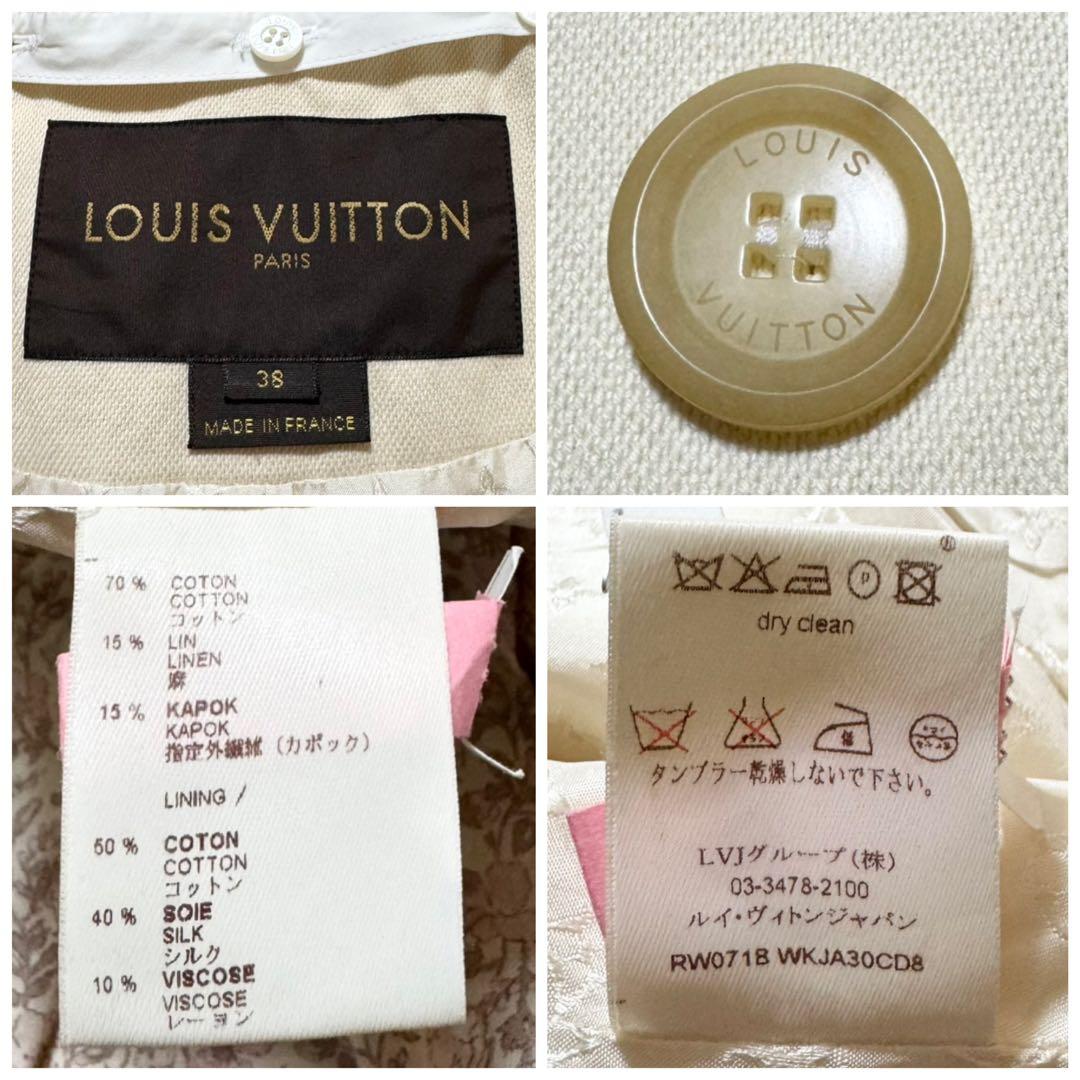 LOUIS VUITTON
PARIS
38
MADE IN FRANCE
LOUIS
VUITTON
70 % COTON
COTTON
コットン
15 % LIN
LINEN
麻
15 % KAPOK
KAPOK
指定外繊維 (カポック)
LINING /
50 % COTON
COTTON
コットン
40 % SOIE
SILK
シルク
10 % VISCOSE
VISCOSE
レーヨン
P
dry clean
タンブラー乾燥しないで下さい。
LVJグループ(株)
03-3478-2100
ルイ・ヴィトンジャパン
RW071B WKJA30CD8